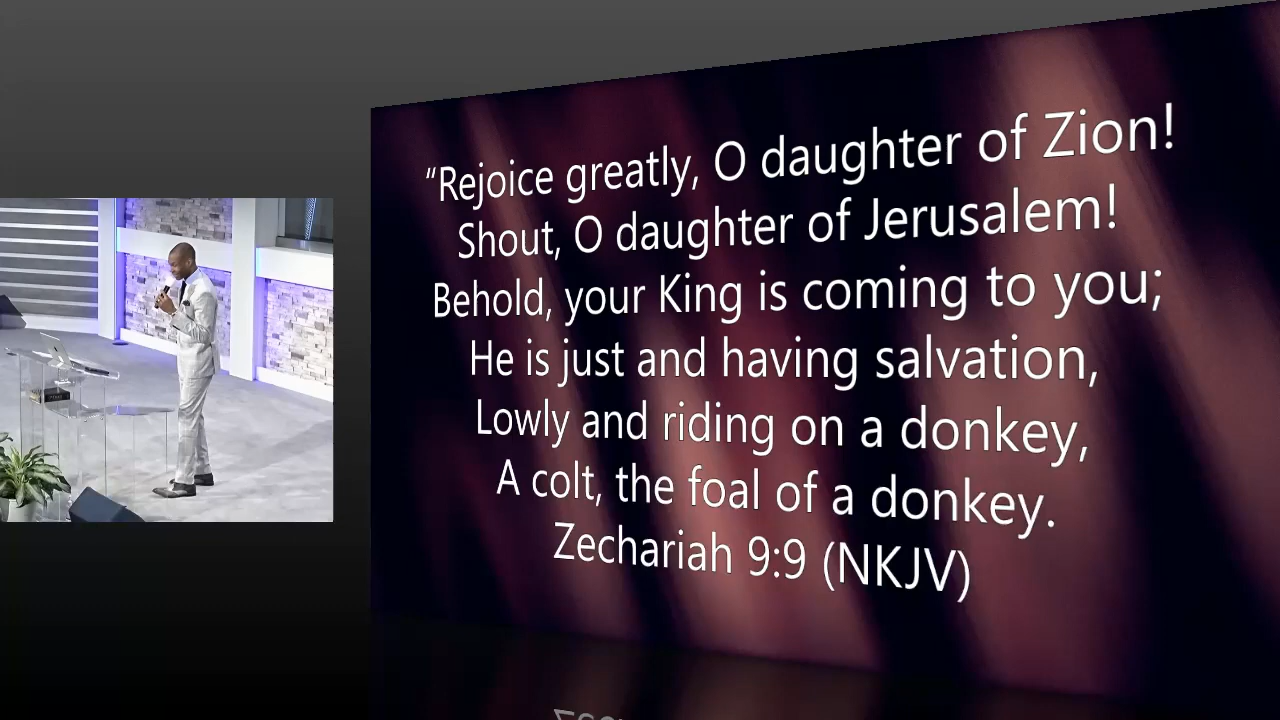 “Rejoice greatly, O daughter of Zion!
Shout, O daughter of Jerusalem!
Behold, your King is coming to you;
He is just and having salvation,
Lowly and riding on a donkey,
A colt, the foal of a donkey.
Zechariah 9:9 (NKJV)